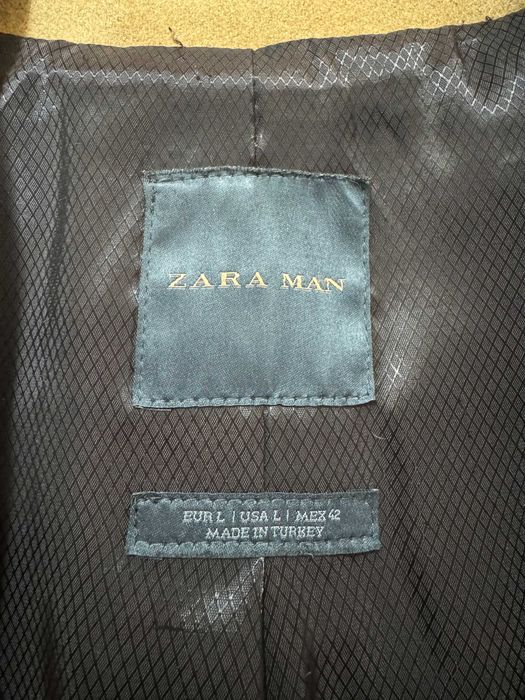 ZARA MAN
EUR L | USA L | MEX 42
MADE IN TURKEY